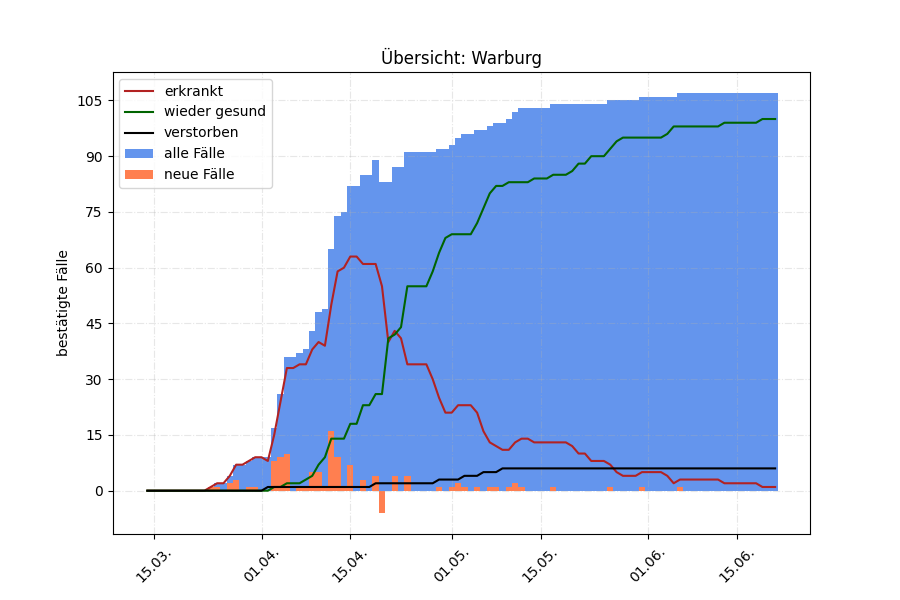 Übersicht: Warburg
erkrankt
wieder gesund
verstorben
alle Fälle
neue Fälle
bestätigte Fälle
105
90
75
60
45
30
15
0
15.03.
01.04.
15.04.
01.05.
15.05.
01.06.
15.06.